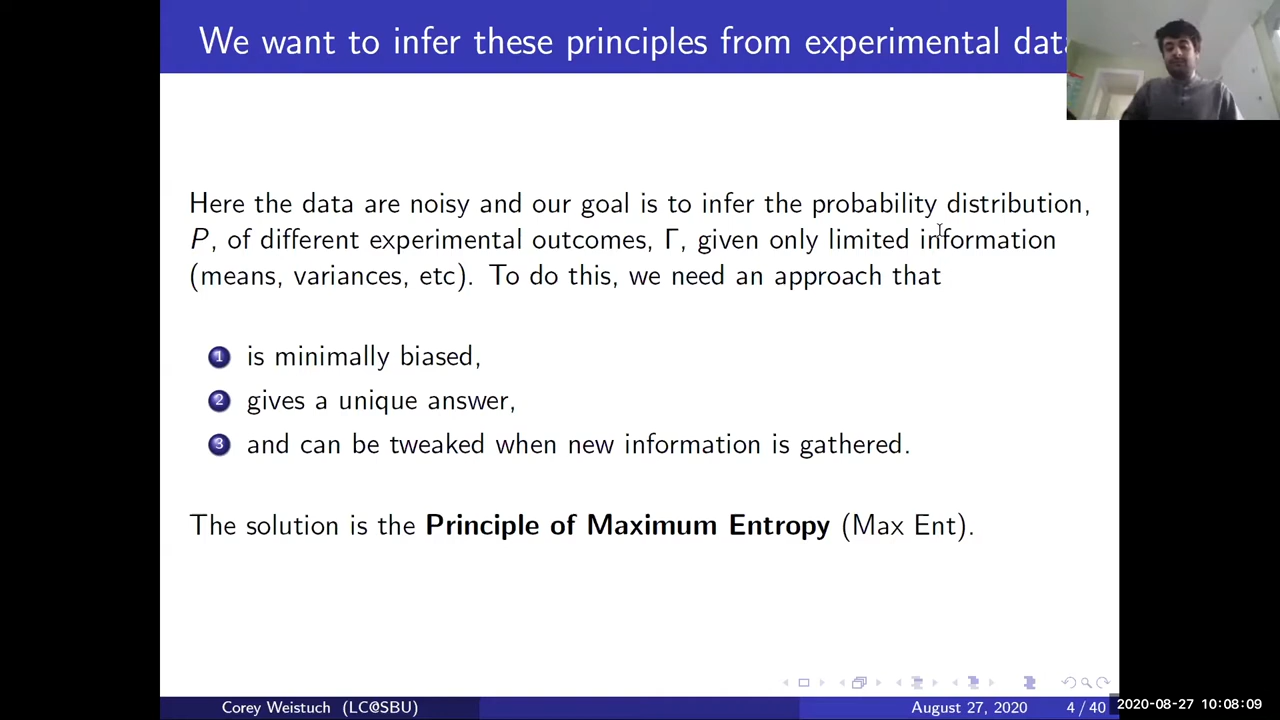 We want to infer these principles from experimental dat
Here the data are noisy and our goal is to infer the probability distribution,
P, of different experimental outcomes, Γ, given only limited information
(means, variances, etc). To do this, we need an approach that
1 is minimally biased,
2 gives a unique answer,
3 and can be tweaked when new information is gathered.
The solution is the Principle of Maximum Entropy (Max Ent).
Corey Weistuch (LC@SBU) August 27, 2020 4 / 40 2020-08-27 10:08:09